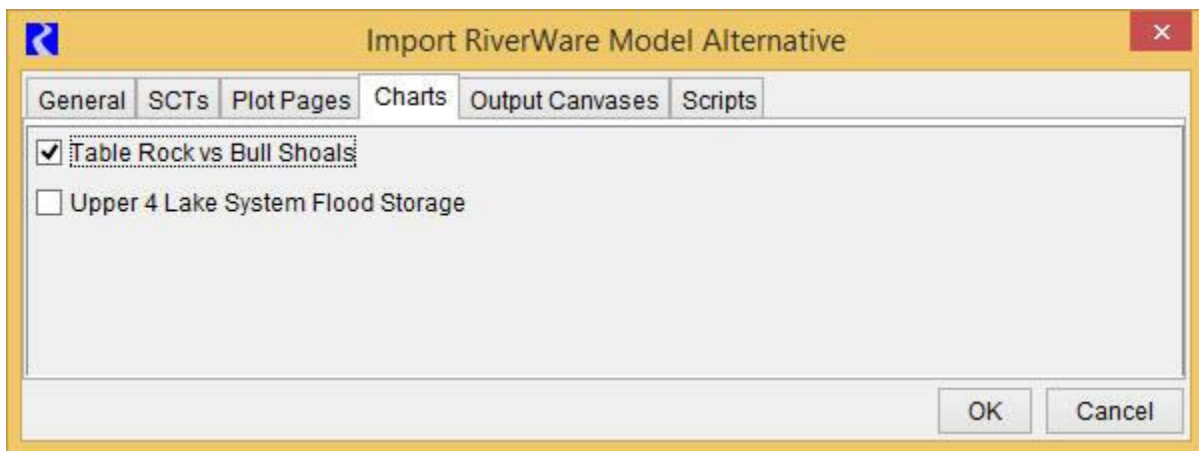 Import RiverWare Model Alternative
General SCTs Plot Pages Charts Output Canvases Scripts
Table Rock vs Bull Shoals
Upper 4 Lake System Flood Storage
OK Cancel